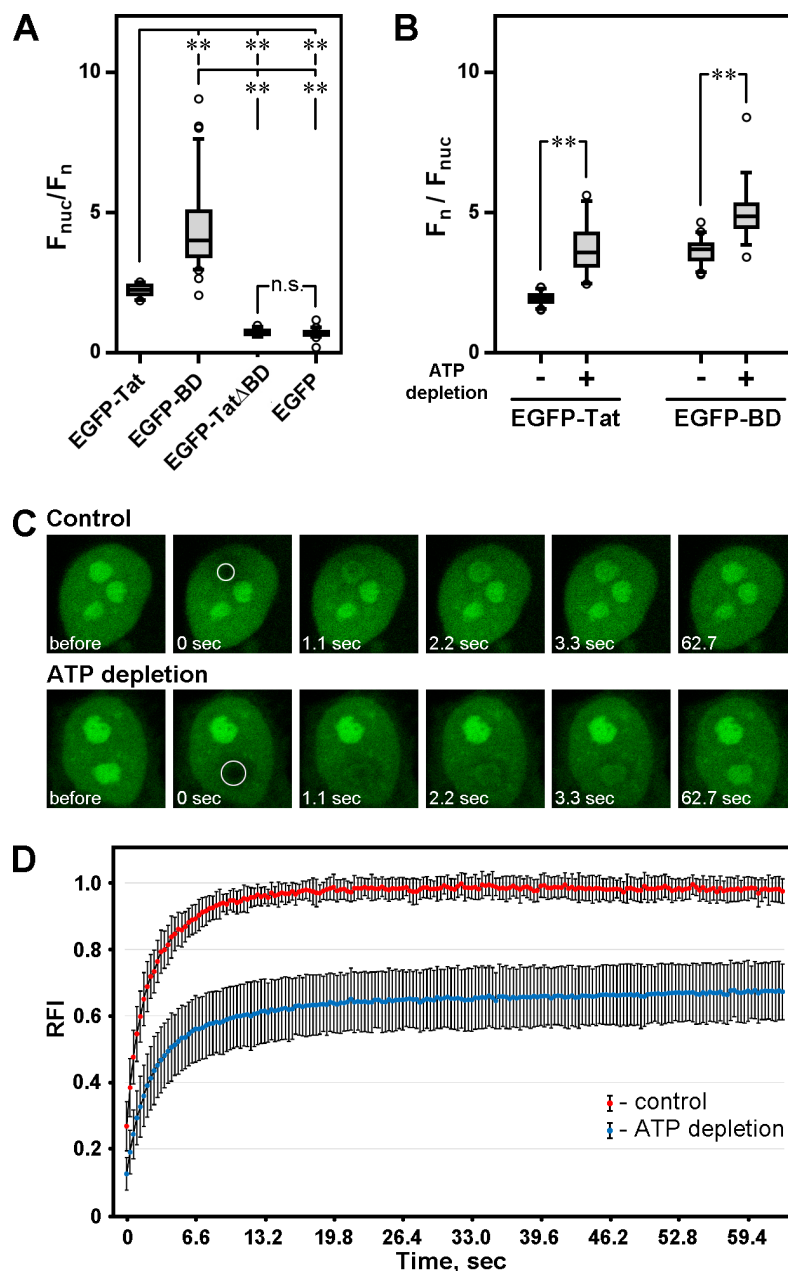 A
B
F_nuc/F_n
10
5
0
** ** **
** **
n.s.
EGFP-Tat
EGFP-BD
EGFP-TatΔBD
EGFP
F_n / F_nuc
10
5
0
**
**
ATP
depletion
- + - +
EGFP-Tat EGFP-BD
C
Control
before 0 sec 1.1 sec 2.2 sec 3.3 sec 62.7
ATP depletion
before 0 sec 1.1 sec 2.2 sec 3.3 sec 62.7 sec
D
RFI
1.0
0.8
0.6
0.4
0.2
0
- control
- ATP depletion
0 6.6 13.2 19.8 26.4 33.0 39.6 46.2 52.8 59.4
Time, sec